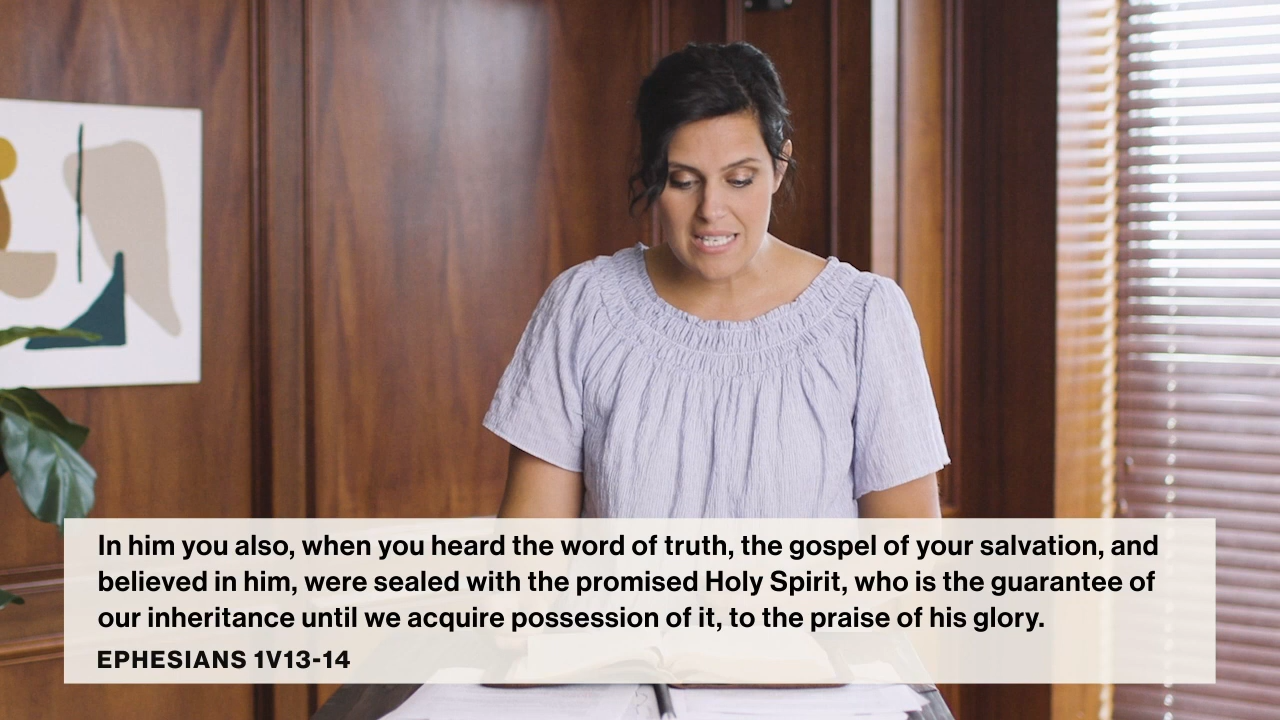 In him you also, when you heard the word of truth, the gospel of your salvation, and
believed in him, were sealed with the promised Holy Spirit, who is the guarantee of
our inheritance until we acquire possession of it, to the praise of his glory.
EPHESIANS 1V13-14